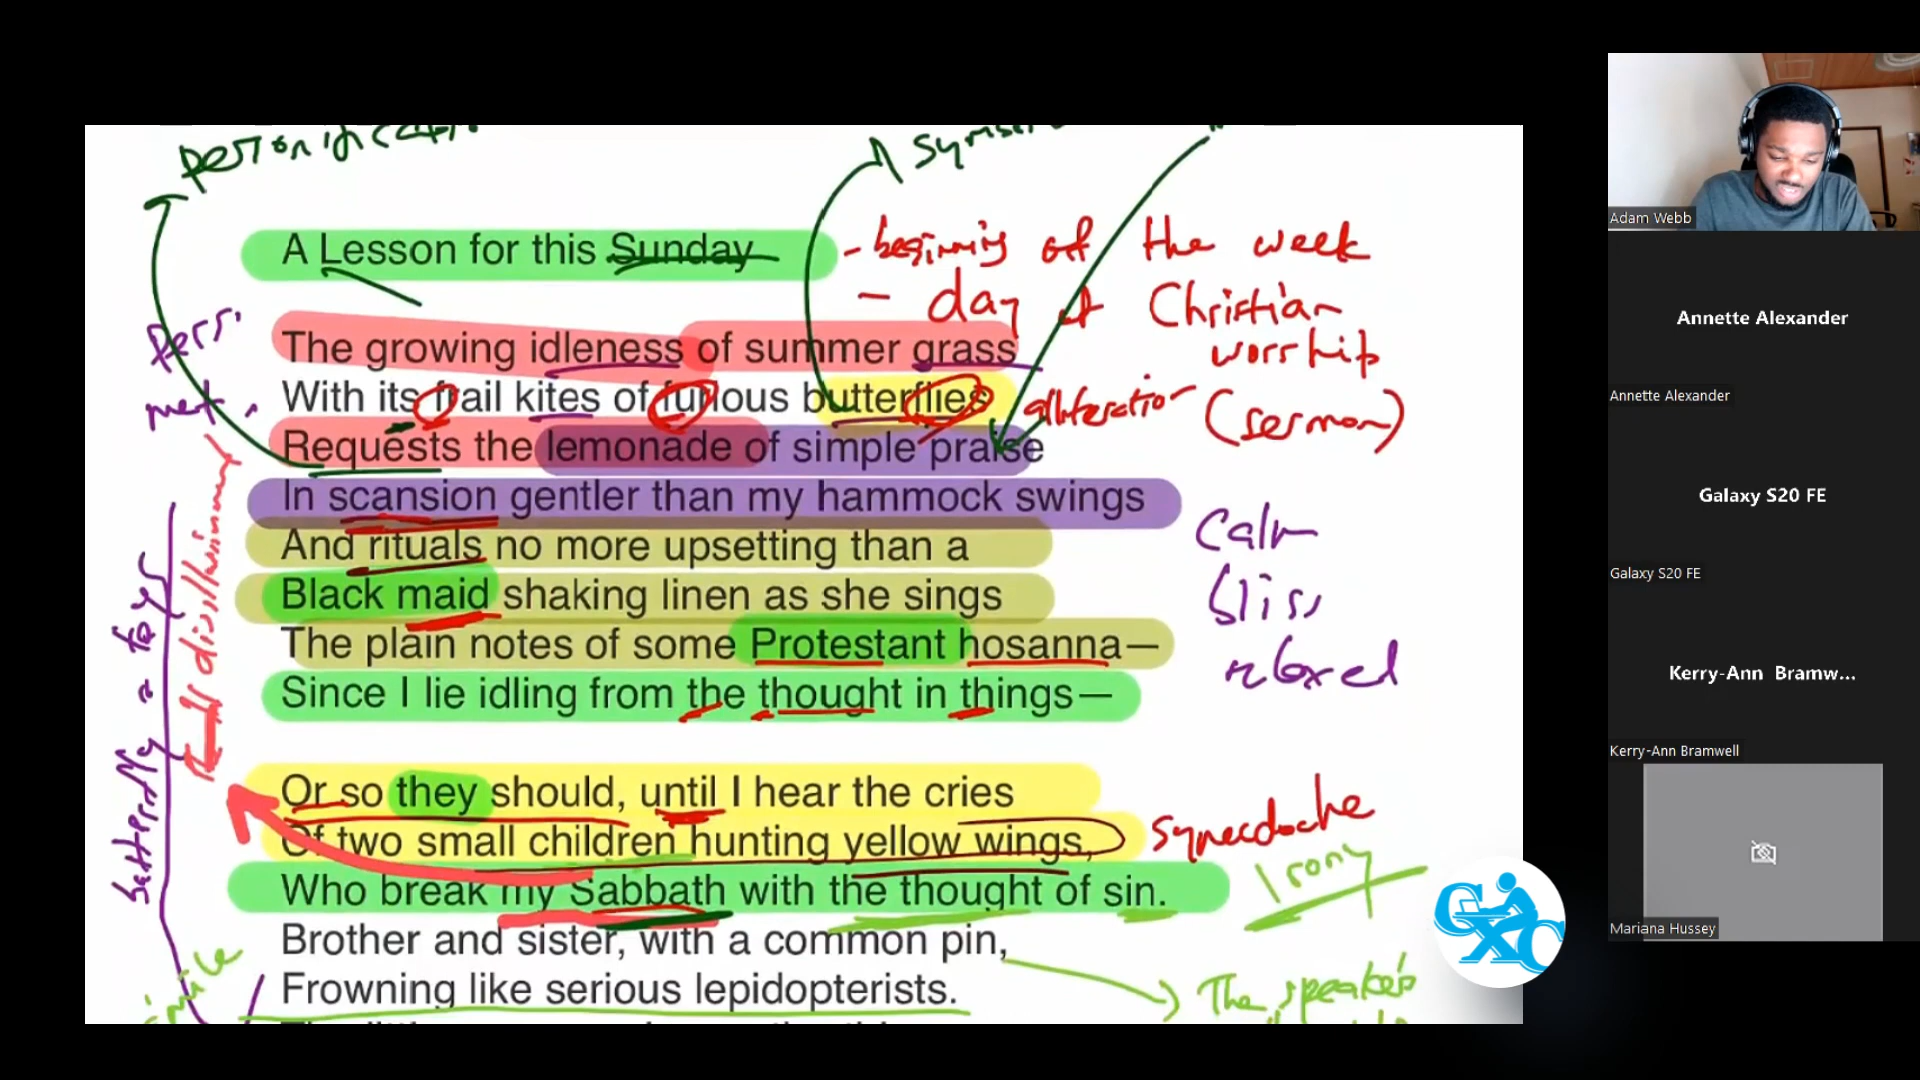 A Lesson for this Sunday
- beginning of the week
- day of Christian
worship
(sermon)
pers.
met.
The growing idleness of summer grass
With its frail kites of furious butterflies
alliteration
Requests the lemonade of simple praise
In scansion gentler than my hammock swings
And rituals no more upsetting than a
Black maid shaking linen as she sings
The plain notes of some Protestant hosanna—
Since I lie idling from the thought in things—
Calm
bliss
relaxed
butterfly = toys
Or so they should, until I hear the cries
Of two small children hunting yellow wings,
synecdoche
Who break my Sabbath with the thought of sin.
Irony
Brother and sister, with a common pin,
Frowning like serious lepidopterists.
The speaker's
Adam Webb
Annette Alexander
Annette Alexander
Galaxy S20 FE
Galaxy S20 FE
Kerry-Ann Bramw...
Kerry-Ann Bramwell
Mariana Hussey
CXC